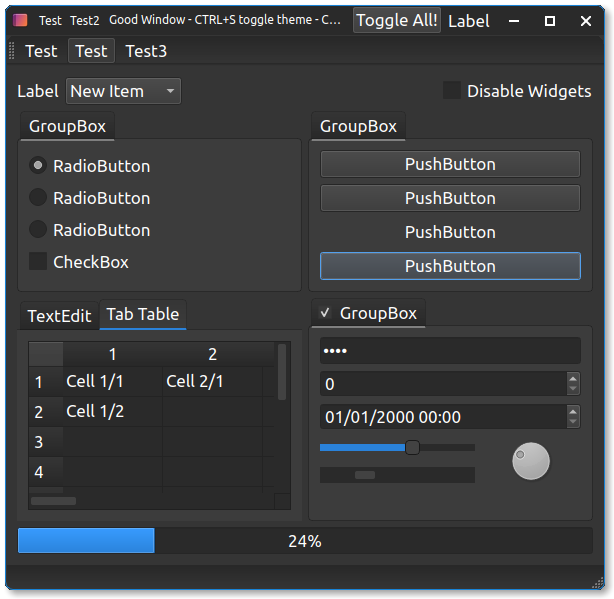 Test Test2 Good Window - CTRL+S toggle theme - C... Toggle All! Label
Test Test Test3
Label New Item Disable Widgets
GroupBox
RadioButton
RadioButton
RadioButton
CheckBox
GroupBox
PushButton
PushButton
PushButton
PushButton
TextEdit Tab Table
1 2
1 Cell 1/1 Cell 2/1
2 Cell 1/2
3
4
GroupBox
••••
0
01/01/2000 00:00
24%